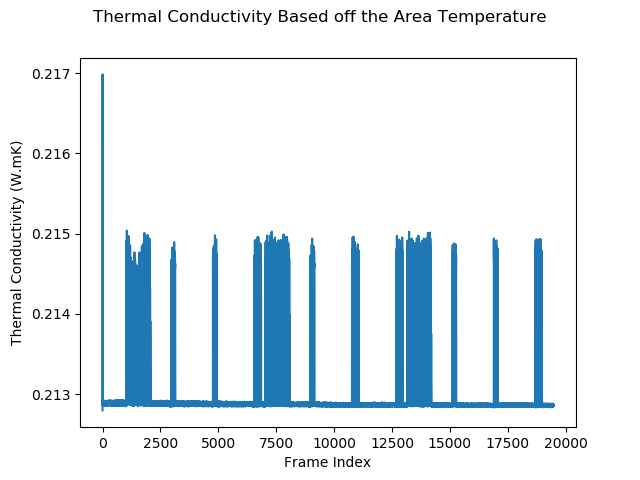 Thermal Conductivity Based off the Area Temperature
0.217
0.216
0.215
0.214
0.213
Thermal Conductivity (W.mK)
0 2500 5000 7500 10000 12500 15000 17500 20000
Frame Index